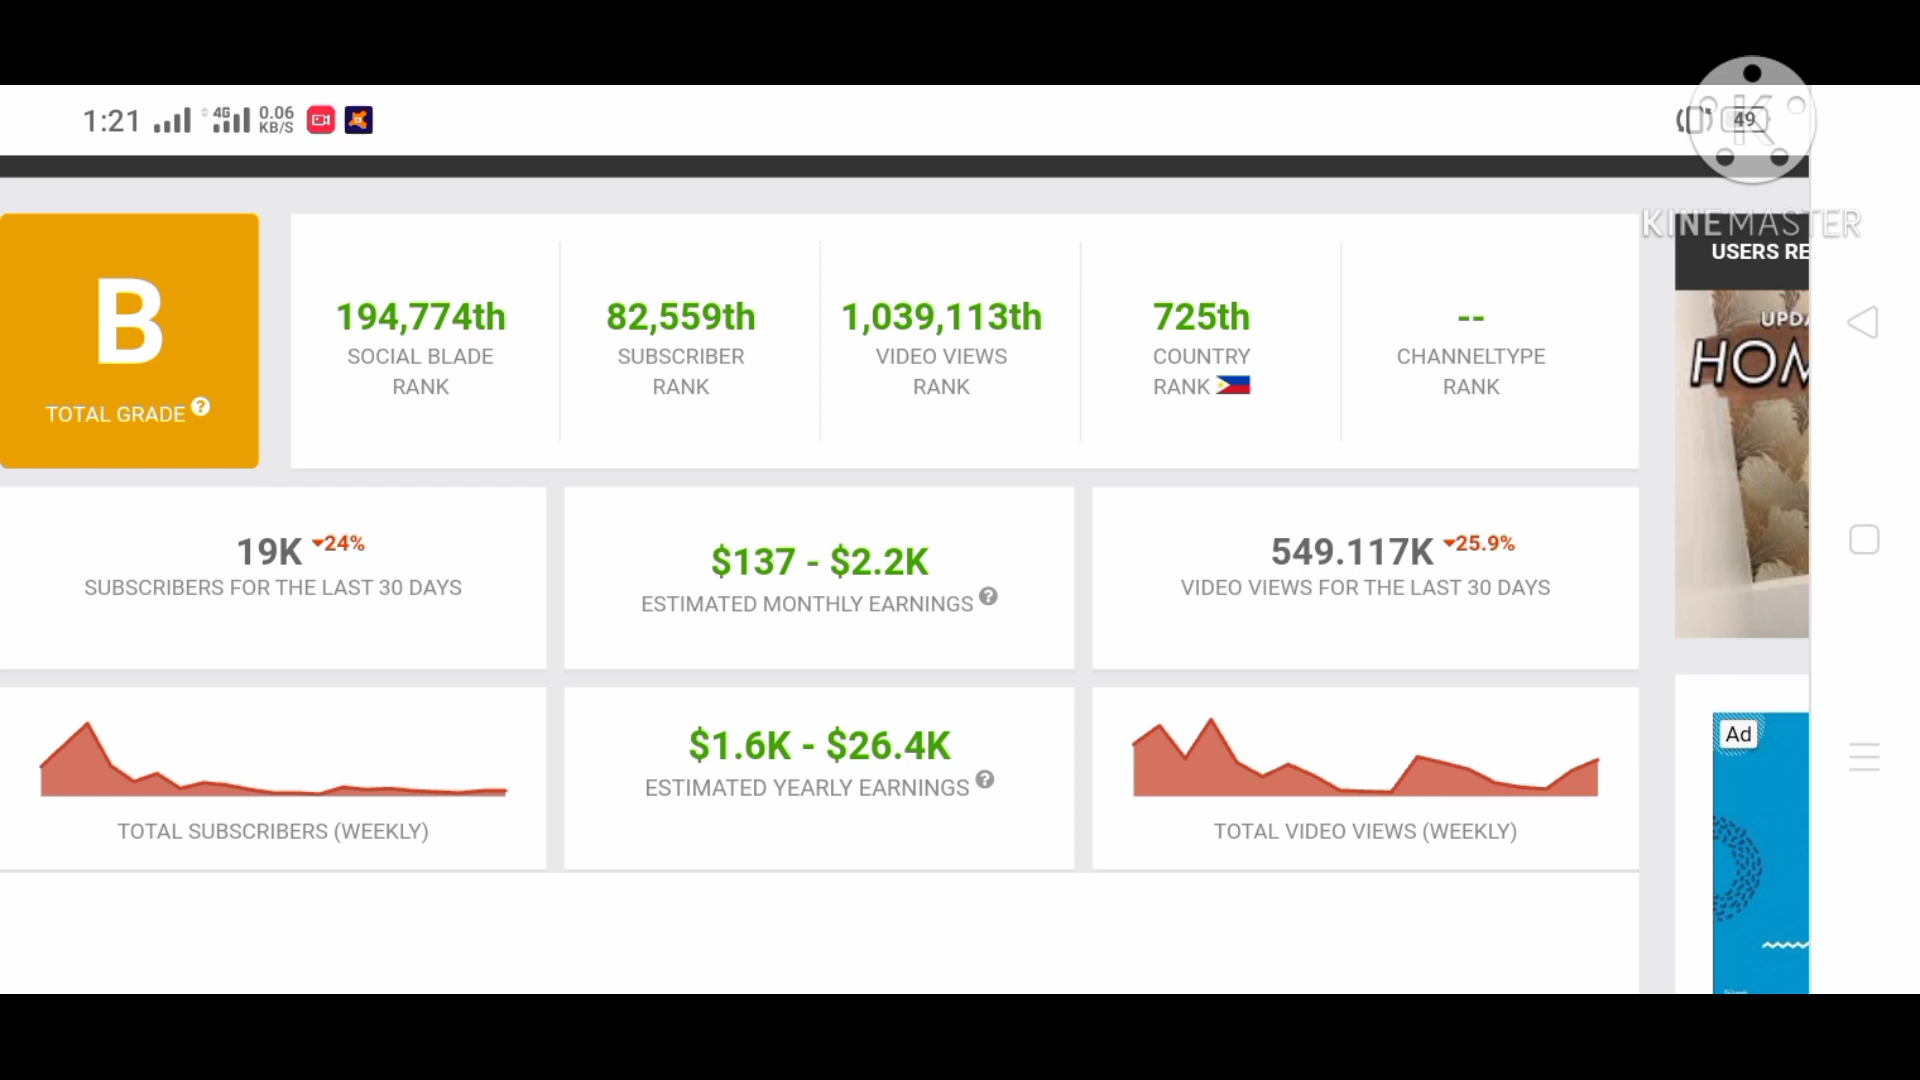 1:21 4G 0.06 KB/S 49
K
KINEMASTER
USERS RE
B
TOTAL GRADE ?
194,774th
SOCIAL BLADE
RANK
82,559th
SUBSCRIBER
RANK
1,039,113th
VIDEO VIEWS
RANK
725th
COUNTRY
RANK
--
CHANNELTYPE
RANK
UPDA
HOM
19K 24%
SUBSCRIBERS FOR THE LAST 30 DAYS
$137 - $2.2K
ESTIMATED MONTHLY EARNINGS ?
549.117K 25.9%
VIDEO VIEWS FOR THE LAST 30 DAYS
TOTAL SUBSCRIBERS (WEEKLY)
$1.6K - $26.4K
ESTIMATED YEARLY EARNINGS ?
TOTAL VIDEO VIEWS (WEEKLY)
Ad